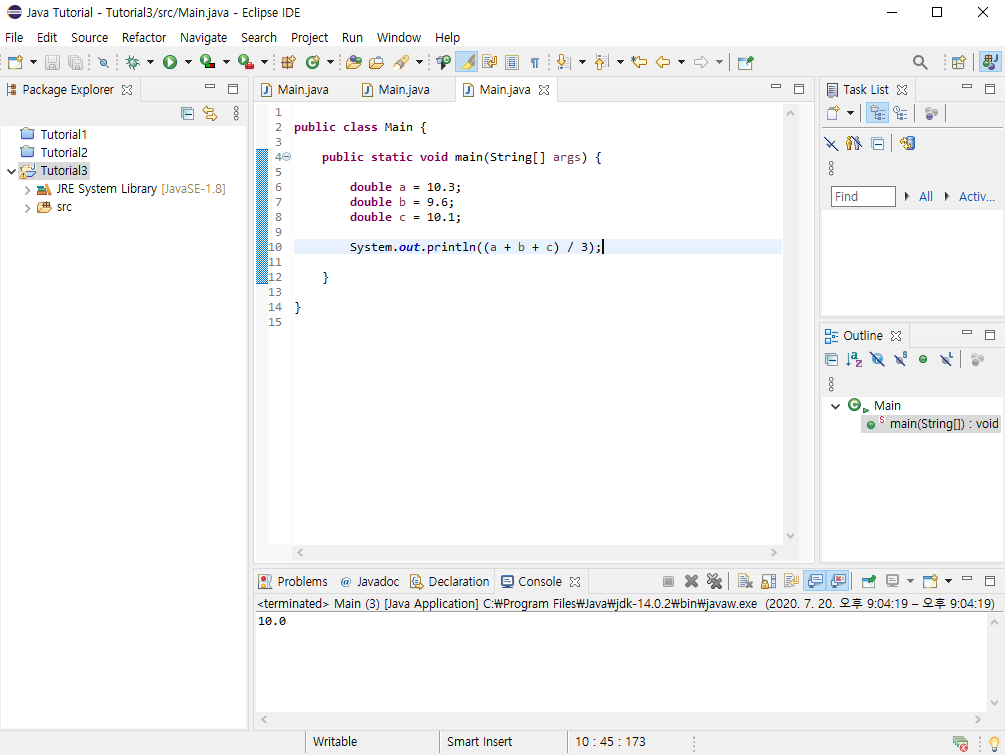 Java Tutorial - Tutorial3/src/Main.java - Eclipse IDE
File Edit Source Refactor Navigate Search Project Run Window Help
Package Explorer
Tutorial1
Tutorial2
Tutorial3
JRE System Library [JavaSE-1.8]
src
Main.java Main.java Main.java
1
2 public class Main {
3
4 public static void main(String[] args) {
5
6 double a = 10.3;
7 double b = 9.6;
8 double c = 10.1;
9
10 System.out.println((a + b + c) / 3);
11
12 }
13
14 }
15
Task List
Find All Activ...
Outline
Main
main(String[]) : void
Problems Javadoc Declaration Console
<terminated> Main (3) [Java Application] C:₩Program Files₩Java₩jdk-14.0.2₩bin₩javaw.exe (2020. 7. 20. 오후 9:04:19 – 오후 9:04:19)
10.0
Writable Smart Insert 10 : 45 : 173